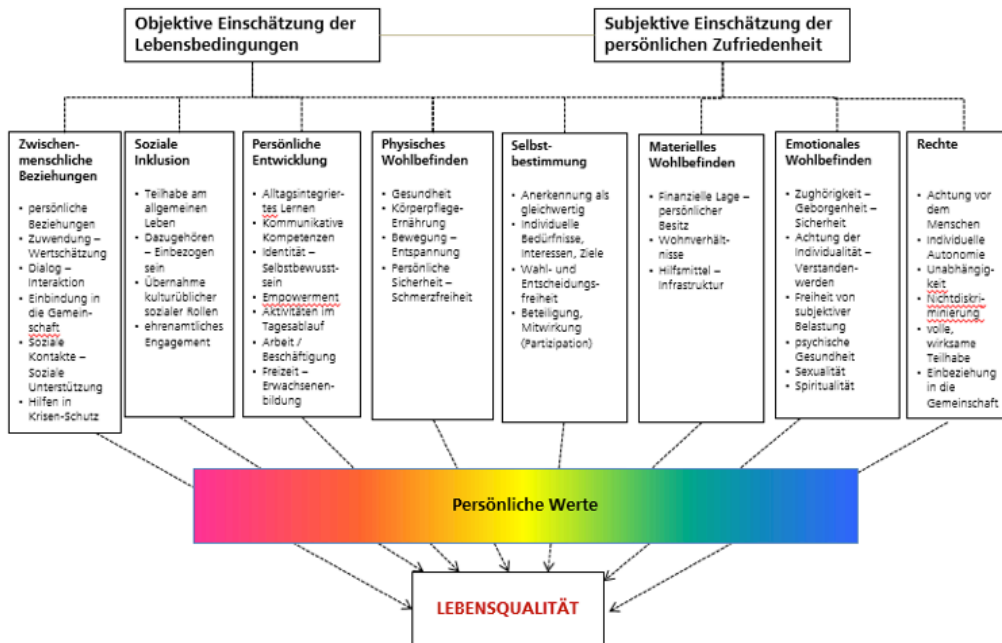 Objektive Einschätzung der
Lebensbedingungen
Subjektive Einschätzung der
persönlichen Zufriedenheit
Zwischen-
menschliche
Beziehungen
• persönliche
Beziehungen
• Zuwendung –
Wertschätzung
• Dialog –
Interaktion
• Einbindung in
die Gemein-
schaft
• Soziale
Kontakte –
Soziale
Unterstützung
• Hilfen in
Krisen-Schutz
Soziale
Inklusion
• Teilhabe am
allgemeinen
Leben
• Dazugehören
– Einbezogen
sein
• Übernahme
kulturüblicher
sozialer Rollen
• ehrenamtliches
Engagement
Persönliche
Entwicklung
• Alltagsintegrier-
tes Lernen
• Kommunikative
Kompetenzen
• Identität –
Selbstbewusst-
sein
• Empowerment
• Aktivitäten im
Tagesablauf
• Arbeit /
Beschäftigung
• Freizeit –
Erwachsenen-
bildung
Physisches
Wohlbefinden
• Gesundheit
• Körperpflege-
Ernährung
• Bewegung –
Entspannung
• Persönliche
Sicherheit –
Schmerzfreiheit
Selbst-
bestimmung
• Anerkennung als
gleichwertig
• Individuelle
Bedürfnisse,
Interessen, Ziele
• Wahl- und
Entscheidungs-
freiheit
• Beteiligung,
Mitwirkung
(Partizipation)
Materielles
Wohlbefinden
• Finanzielle Lage –
persönlicher
Besitz
• Wohnverhält-
nisse
• Hilfsmittel –
Infrastruktur
Emotionales
Wohlbefinden
• Zughörigkeit –
Geborgenheit –
Sicherheit
• Achtung der
Individualität –
Verstanden-
werden
• Freiheit von
subjektiver
Belastung
• psychische
Gesundheit
• Sexualität
• Spiritualität
Rechte
• Achtung vor
dem
Menschen
• Individuelle
Autonomie
• Unabhängig-
keit
• Nichtdiskri-
minierung
• volle,
wirksame
Teilhabe
• Einbeziehung
in die
Gemeinschaft
Persönliche Werte
LEBENSQUALITÄT